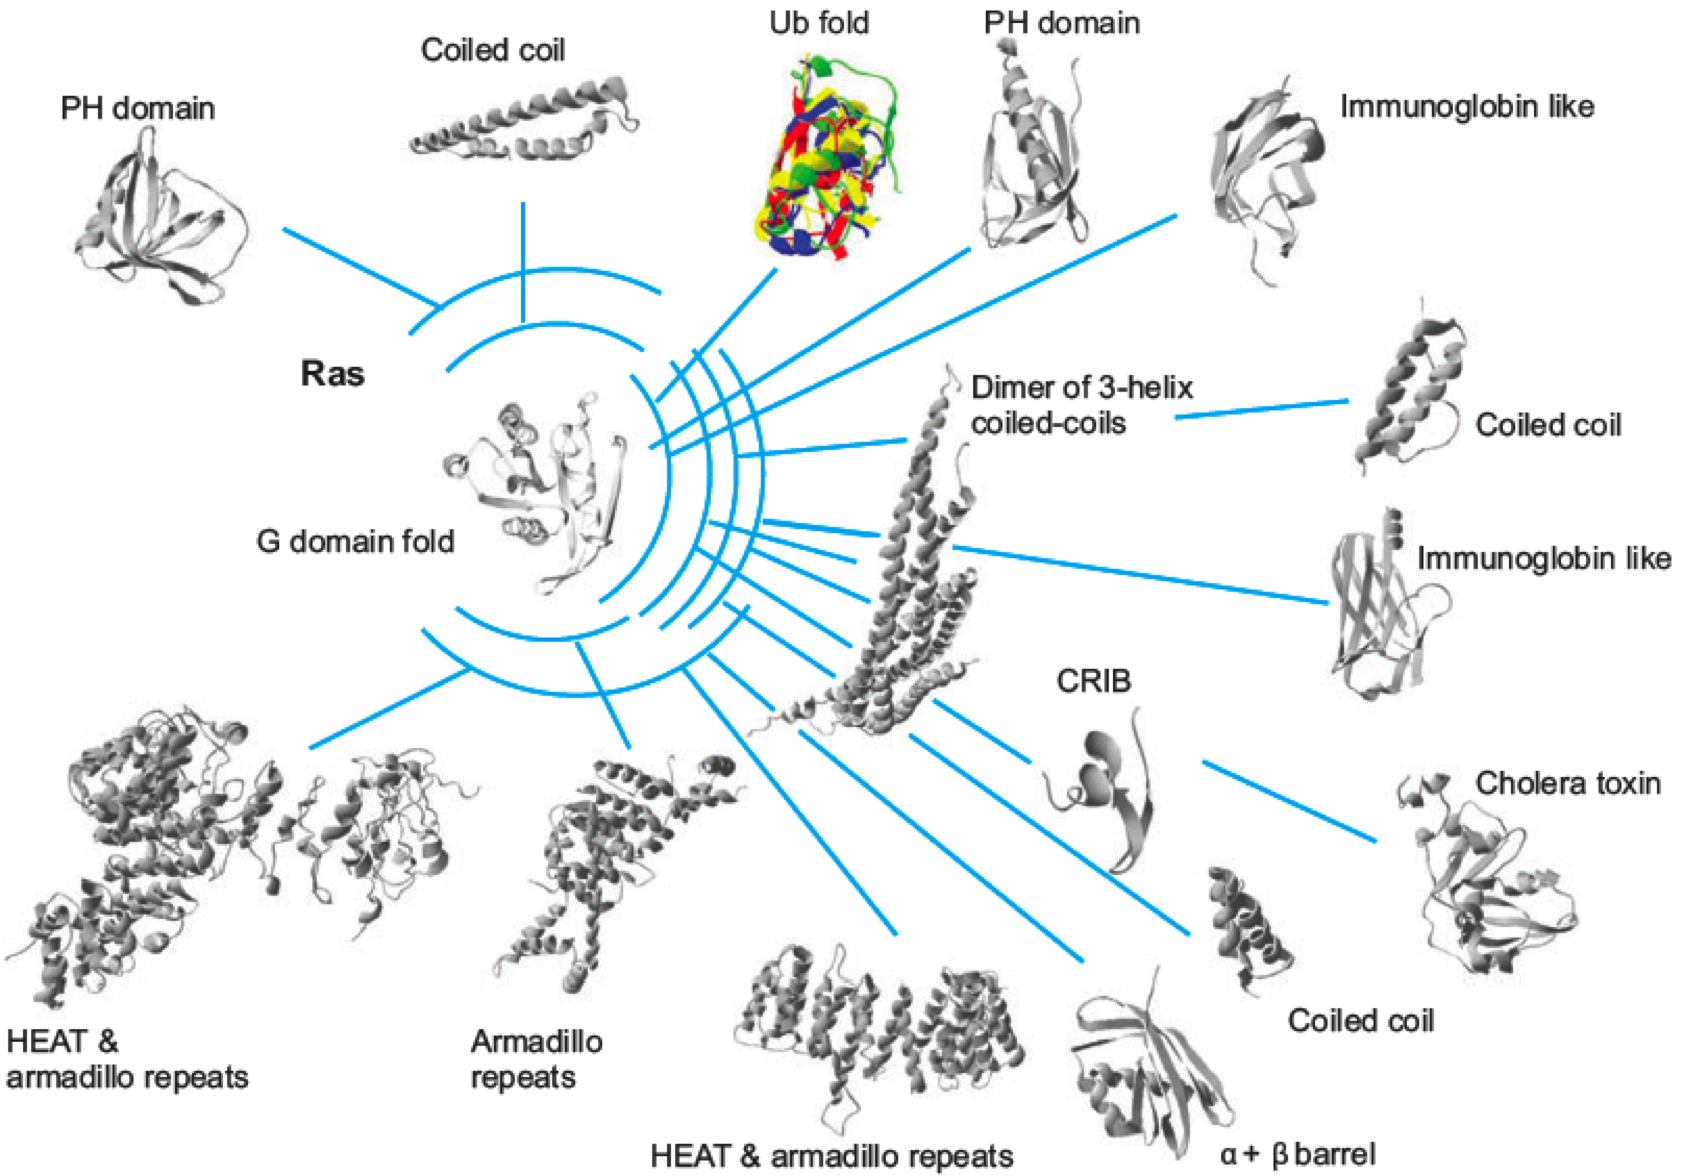 Ub fold
PH domain
Coiled coil
PH domain
Immunoglobin like
Ras
Dimer of 3-helix
coiled-coils
Coiled coil
G domain fold
Immunoglobin like
CRIB
Cholera toxin
Coiled coil
HEAT &
armadillo repeats
Armadillo
repeats
HEAT & armadillo repeats
α + β barrel